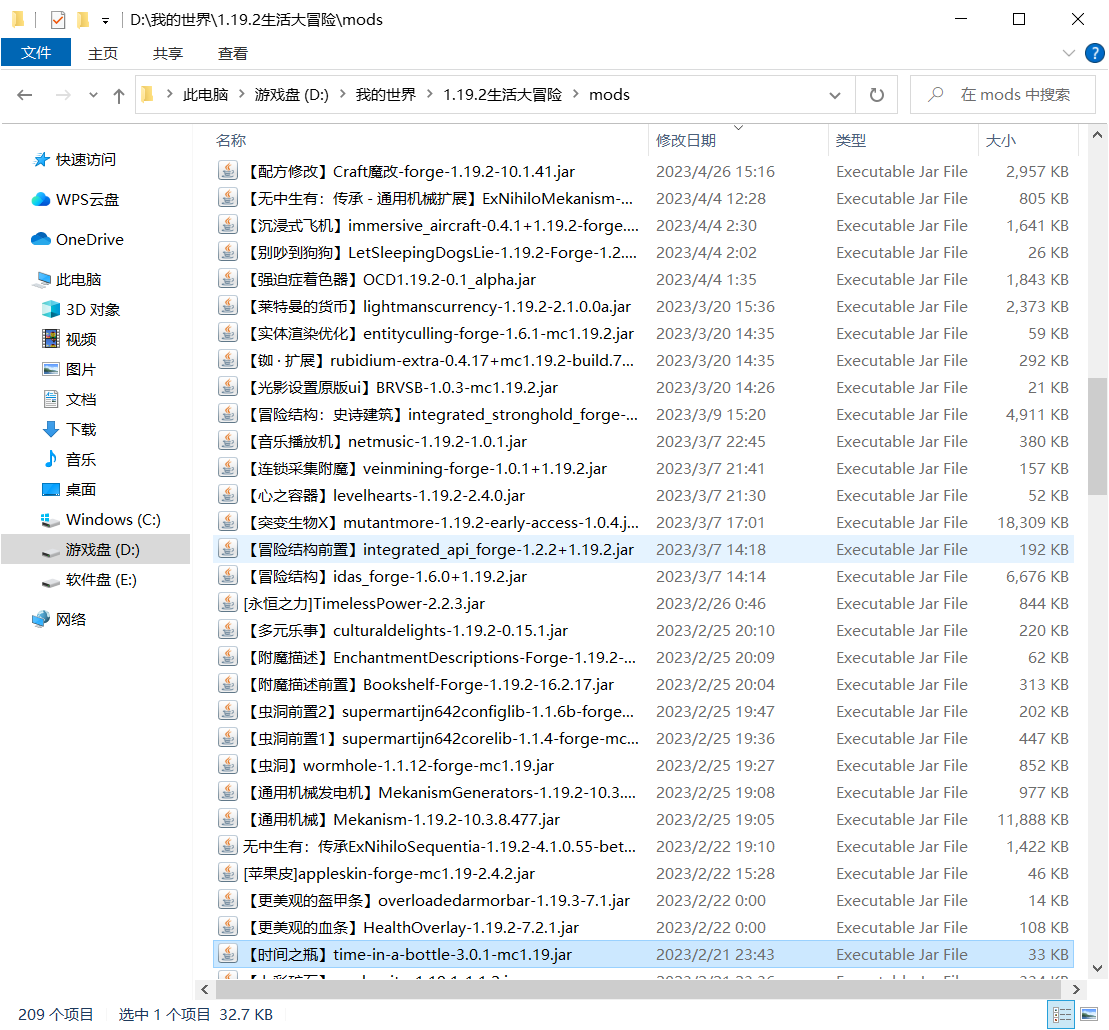 D:\我的世界\1.19.2生活大冒险\mods
文件 主页 共享 查看
此电脑 游戏盘 (D:) 我的世界 1.19.2生活大冒险 mods 在 mods 中搜索
快速访问
WPS云盘
OneDrive
此电脑
3D 对象
视频
图片
文档
下载
音乐
桌面
Windows (C:)
游戏盘 (D:)
软件盘 (E:)
网络
名称 修改日期 类型 大小
【配方修改】Craft魔改-forge-1.19.2-10.1.41.jar 2023/4/26 15:16 Executable Jar File 2,957 KB
【无中生有：传承 - 通用机械扩展】ExNihiloMekanism-... 2023/4/4 12:28 Executable Jar File 805 KB
【沉浸式飞机】immersive_aircraft-0.4.1+1.19.2-forge.... 2023/4/4 2:30 Executable Jar File 1,641 KB
【别吵到狗狗】LetSleepingDogsLie-1.19.2-Forge-1.2.... 2023/4/4 2:02 Executable Jar File 26 KB
【强迫症着色器】OCD1.19.2-0.1_alpha.jar 2023/4/4 1:35 Executable Jar File 1,843 KB
【莱特曼的货币】lightmanscurrency-1.19.2-2.1.0.0a.jar 2023/3/20 15:36 Executable Jar File 2,373 KB
【实体渲染优化】entityculling-forge-1.6.1-mc1.19.2.jar 2023/3/20 14:35 Executable Jar File 59 KB
【铷·扩展】rubidium-extra-0.4.17+mc1.19.2-build.7... 2023/3/20 14:35 Executable Jar File 292 KB
【光影设置原版ui】BRVSB-1.0.3-mc1.19.2.jar 2023/3/20 14:26 Executable Jar File 21 KB
【冒险结构：史诗建筑】integrated_stronghold_forge-... 2023/3/9 15:20 Executable Jar File 4,911 KB
【音乐播放机】netmusic-1.19.2-1.0.1.jar 2023/3/7 22:45 Executable Jar File 380 KB
【连锁采集附魔】veinmining-forge-1.0.1+1.19.2.jar 2023/3/7 21:41 Executable Jar File 157 KB
【心之容器】levelhearts-1.19.2-2.4.0.jar 2023/3/7 21:30 Executable Jar File 52 KB
【突变生物X】mutantmore-1.19.2-early-access-1.0.4.j... 2023/3/7 17:01 Executable Jar File 18,309 KB
【冒险结构前置】integrated_api_forge-1.2.2+1.19.2.jar 2023/3/7 14:18 Executable Jar File 192 KB
【冒险结构】idas_forge-1.6.0+1.19.2.jar 2023/3/7 14:14 Executable Jar File 6,676 KB
[永恒之力]TimelessPower-2.2.3.jar 2023/2/26 0:46 Executable Jar File 844 KB
【多元乐事】culturaldelights-1.19.2-0.15.1.jar 2023/2/25 20:10 Executable Jar File 220 KB
【附魔描述】EnchantmentDescriptions-Forge-1.19.2-... 2023/2/25 20:09 Executable Jar File 62 KB
【附魔描述前置】Bookshelf-Forge-1.19.2-16.2.17.jar 2023/2/25 20:04 Executable Jar File 313 KB
【虫洞前置2】supermartijn642configlib-1.1.6b-forge... 2023/2/25 19:47 Executable Jar File 202 KB
【虫洞前置1】supermartijn642corelib-1.1.4-forge-mc... 2023/2/25 19:36 Executable Jar File 447 KB
【虫洞】wormhole-1.1.12-forge-mc1.19.jar 2023/2/25 19:27 Executable Jar File 852 KB
【通用机械发电机】MekanismGenerators-1.19.2-10.3.... 2023/2/25 19:08 Executable Jar File 977 KB
【通用机械】Mekanism-1.19.2-10.3.8.477.jar 2023/2/25 19:05 Executable Jar File 11,888 KB
无中生有：传承ExNihiloSequentia-1.19.2-4.1.0.55-bet... 2023/2/22 19:10 Executable Jar File 1,422 KB
[苹果皮]appleskin-forge-mc1.19-2.4.2.jar 2023/2/22 15:28 Executable Jar File 46 KB
【更美观的盔甲条】overloadedarmorbar-1.19.3-7.1.jar 2023/2/22 0:00 Executable Jar File 14 KB
【更美观的血条】HealthOverlay-1.19.2-7.2.1.jar 2023/2/22 0:00 Executable Jar File 108 KB
【时间之瓶】time-in-a-bottle-3.0.1-mc1.19.jar 2023/2/21 23:43 Executable Jar File 33 KB
209 个项目 选中 1 个项目 32.7 KB